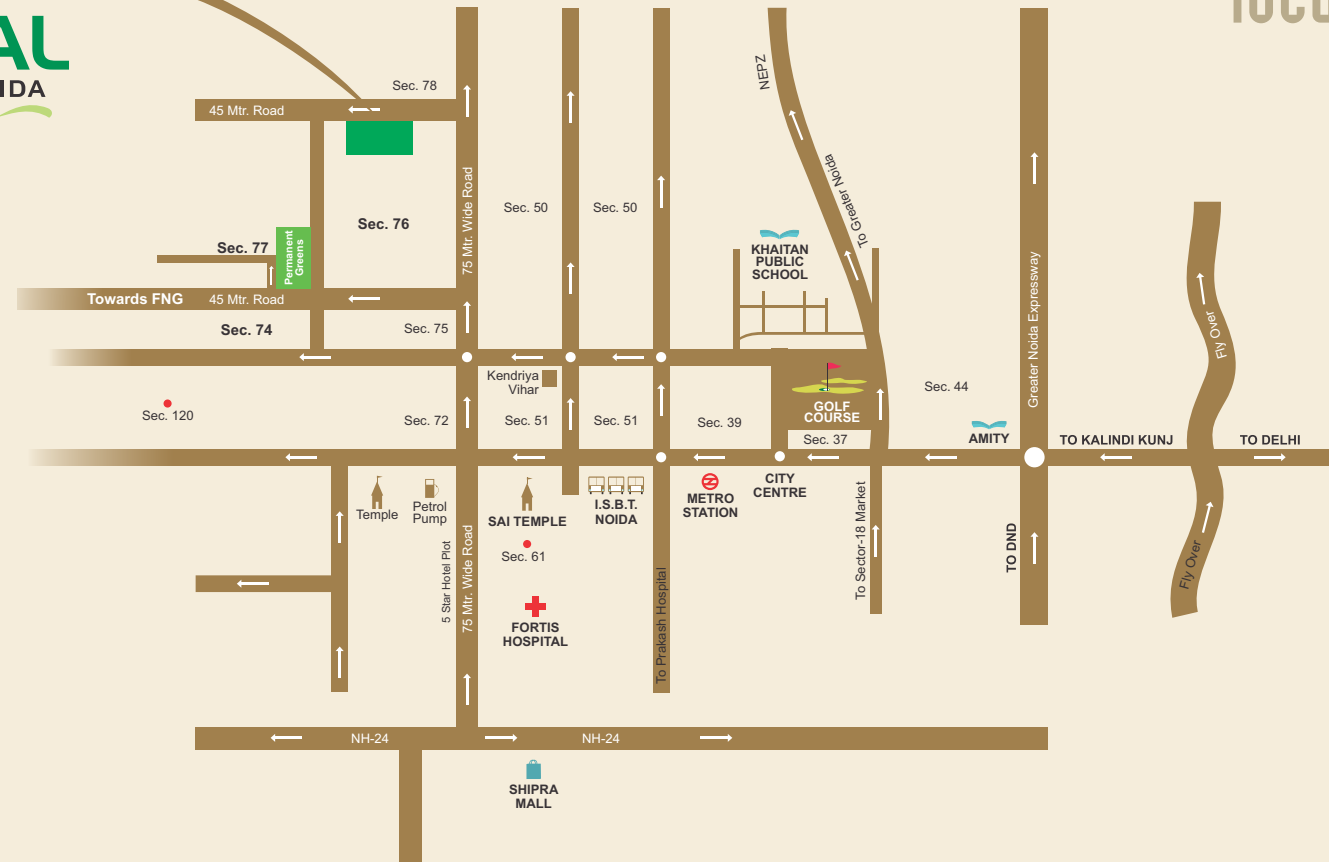 AL
IDA
Sec. 78
45 Mtr. Road
NEPZ
To Greater Noida
75 Mtr. Wide Road
Sec. 50
Sec. 50
Sec. 76
Sec. 77
Permanent
Greens
KHAITAN
PUBLIC
SCHOOL
Greater Noida Expressway
Fly Over
Towards FNG
45 Mtr. Road
Sec. 74
Sec. 75
Kendriya
Vihar
Sec. 44
Sec. 120
Sec. 72
Sec. 51
Sec. 51
Sec. 39
GOLF
COURSE
Sec. 37
AMITY
TO KALINDI KUNJ
TO DELHI
Temple
Petrol
Pump
SAI TEMPLE
I.S.B.T.
NOIDA
METRO
STATION
CITY
CENTRE
To Sector-18 Market
TO DND
Fly Over
5 Star Hotel Plot
75 Mtr. Wide Road
Sec. 61
FORTIS
HOSPITAL
To Prakash Hospital
NH-24
NH-24
SHIPRA
MALL